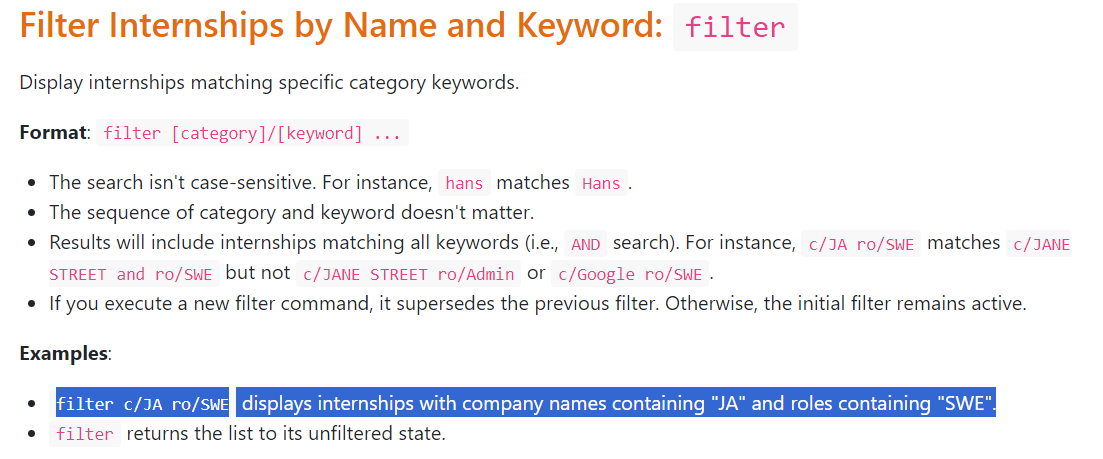 Filter Internships by Name and Keyword: filter
Display internships matching specific category keywords.
Format: filter [category]/[keyword] ...
• The search isn't case-sensitive. For instance, hans matches Hans.
• The sequence of category and keyword doesn't matter.
• Results will include internships matching all keywords (i.e., AND search). For instance, c/JA ro/SWE matches c/JANE
STREET and ro/SWE but not c/JANE STREET ro/Admin or c/Google ro/SWE.
• If you execute a new filter command, it supersedes the previous filter. Otherwise, the initial filter remains active.
Examples:
• filter c/JA ro/SWE displays internships with company names containing "JA" and roles containing "SWE".
• filter returns the list to its unfiltered state.